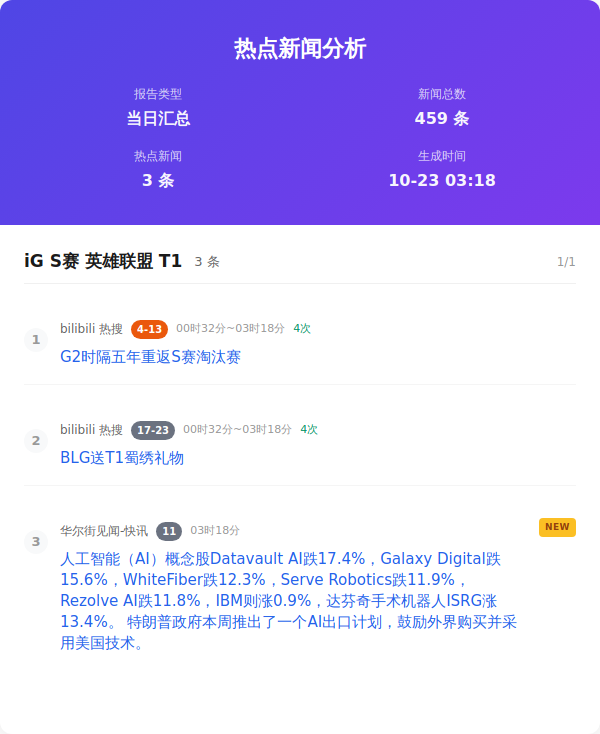 热点新闻分析
报告类型
新闻总数
当日汇总
459 条
热点新闻
生成时间
3 条
10-23 03:18
iG S赛 英雄联盟 T1 3 条 1/1
1
bilibili 热搜 4-13 00时32分~03时18分 4次
G2时隔五年重返S赛淘汰赛
2
bilibili 热搜 17-23 00时32分~03时18分 4次
BLG送T1蜀绣礼物
3
华尔街见闻-快讯 11 03时18分 NEW
人工智能（AI）概念股Datavault AI跌17.4%，Galaxy Digital跌
15.6%，WhiteFiber跌12.3%，Serve Robotics跌11.9%，
Rezolve AI跌11.8%，IBM则涨0.9%，达芬奇手术机器人ISRG涨
13.4%。 特朗普政府本周推出了一个AI出口计划，鼓励外界购买并采
用美国技术。